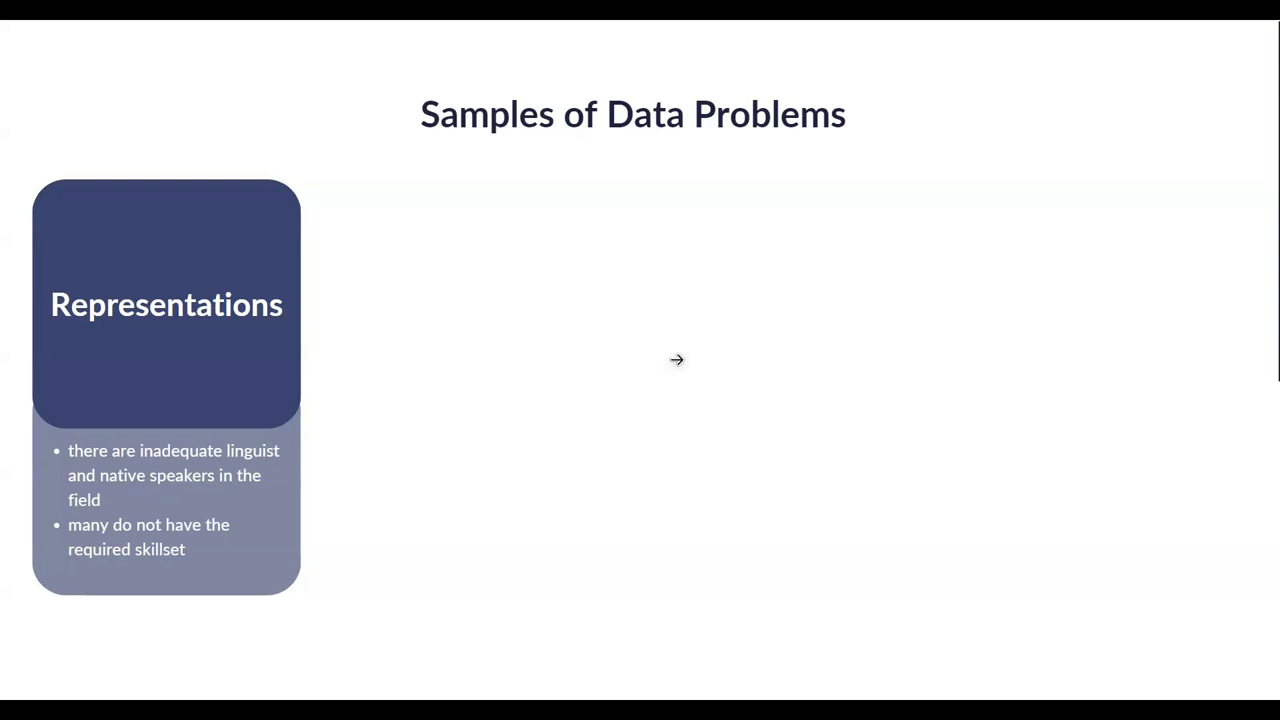 Samples of Data Problems
Representations
• there are inadequate linguist
and native speakers in the
field
• many do not have the
required skillset